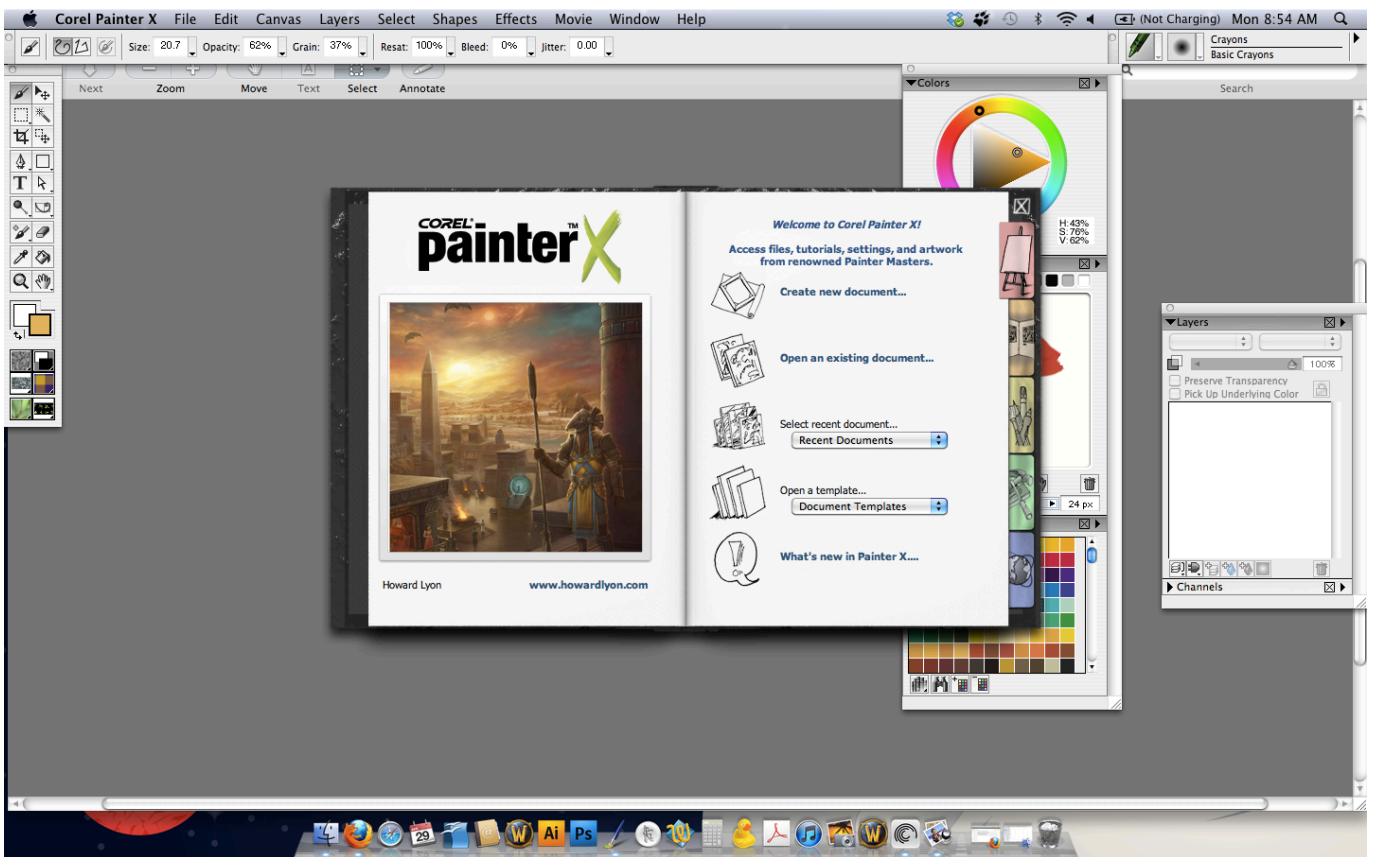 Corel Painter X File Edit Canvas Layers Select Shapes Effects Movie Window Help (Not Charging) Mon 8:54 AM
Size: 20.7 Opacity: 62% Grain: 37% Resat: 100% Bleed: 0% Jitter: 0.00
Crayons
Basic Crayons
Next Zoom Move Text Select Annotate
Search
Colors
H: 43%
S: 76%
V: 62%
COREL
painter X
TM
Welcome to Corel Painter X!
Access files, tutorials, settings, and artwork
from renowned Painter Masters.
Create new document...
Open an existing document...
Select recent document...
Recent Documents
Open a template...
Document Templates
What's new in Painter X....
Howard Lyon
www.howardlyon.com
24 px
Layers
100%
Preserve Transparency
Pick Up Underlying Color
Channels
29
W
Ai
Ps
W